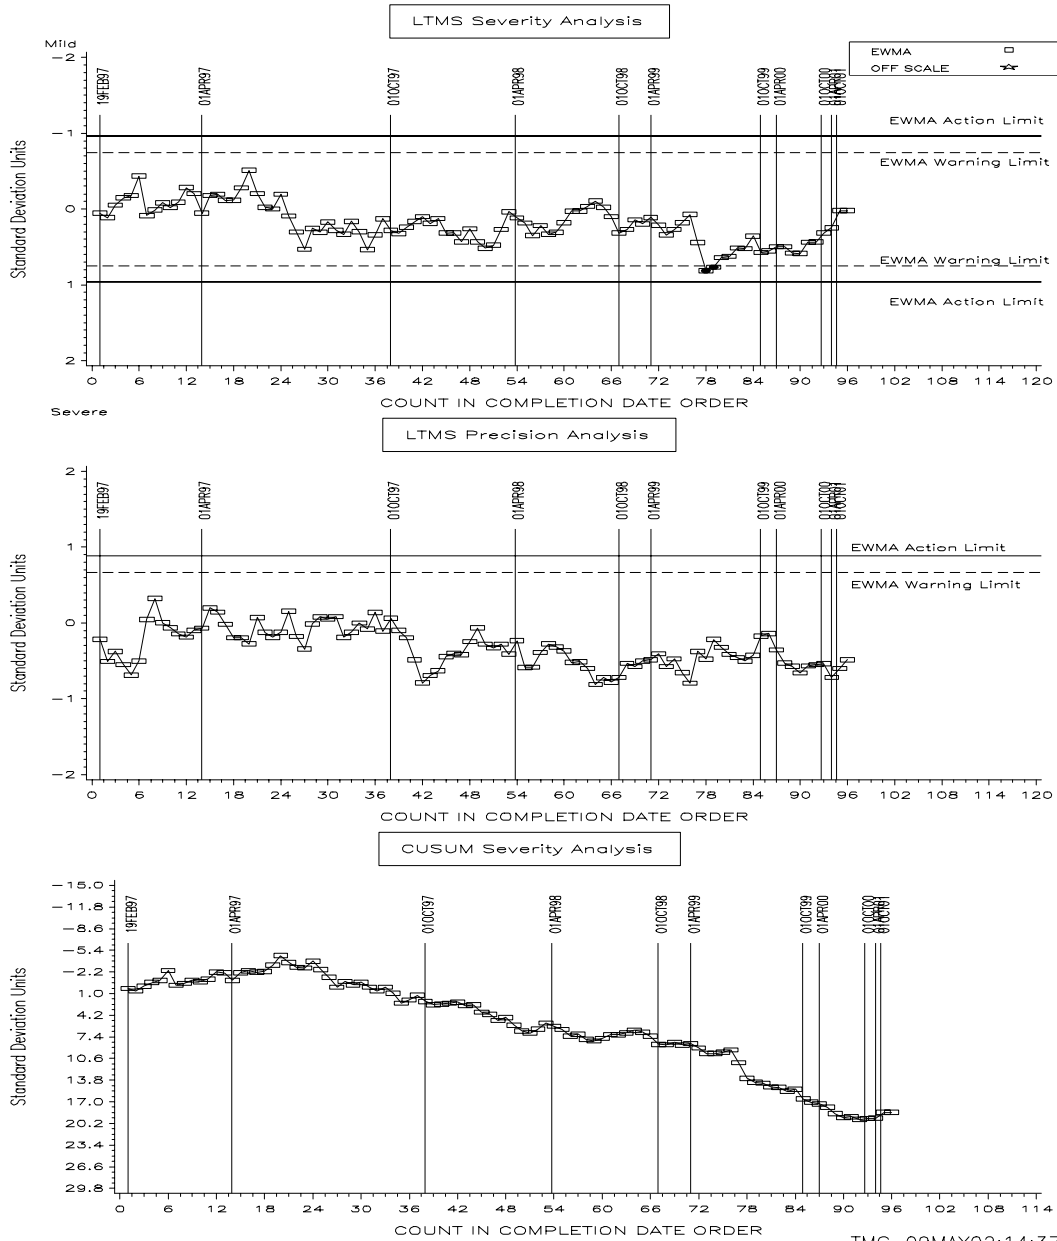 LTMS Severity Analysis
Mild
EWMA
OFF SCALE
-2
-1
0
1
2
Standard Deviation Units
19FEB97
01APR97
01OCT97
01APR98
01OCT98
01APR99
01OCT99
01APR00
01OCT00
01APR01
01OCT01
EWMA Action Limit
EWMA Warning Limit
EWMA Warning Limit
EWMA Action Limit
0 6 12 18 24 30 36 42 48 54 60 66 72 78 84 90 96 102 108 114 120
COUNT IN COMPLETION DATE ORDER
Severe
LTMS Precision Analysis
2
1
0
-1
-2
Standard Deviation Units
19FEB97
01APR97
01OCT97
01APR98
01OCT98
01APR99
01OCT99
01APR00
01OCT00
01APR01
01OCT01
EWMA Action Limit
EWMA Warning Limit
0 6 12 18 24 30 36 42 48 54 60 66 72 78 84 90 96 102 108 114 120
COUNT IN COMPLETION DATE ORDER
CUSUM Severity Analysis
-15.0
-11.8
-8.6
-5.4
-2.2
1.0
4.2
7.4
10.6
13.8
17.0
20.2
23.4
26.6
29.8
Standard Deviation Units
19FEB97
01APR97
01OCT97
01APR98
01OCT98
01APR99
01OCT99
01APR00
01OCT00
01APR01
01OCT01
0 6 12 18 24 30 36 42 48 54 60 66 72 78 84 90 96 102 108 114
COUNT IN COMPLETION DATE ORDER